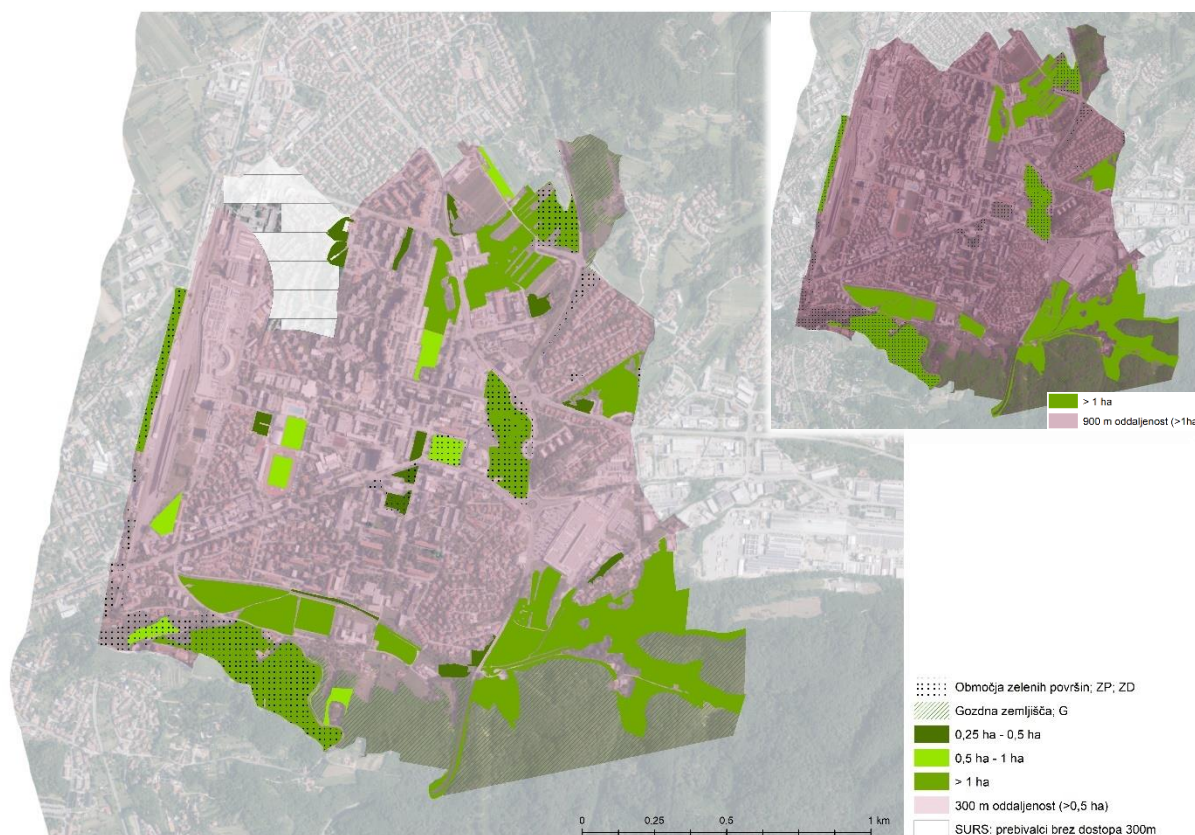 > 1 ha
900 m oddaljenost (>1ha
Območja zelenih površin; ZP; ZD
Gozdna zemljišča; G
0,25 ha - 0,5 ha
0,5 ha - 1 ha
> 1 ha
300 m oddaljenost (>0,5 ha)
SURS: prebivalci brez dostopa 300m
0 0,25 0,5 1 km